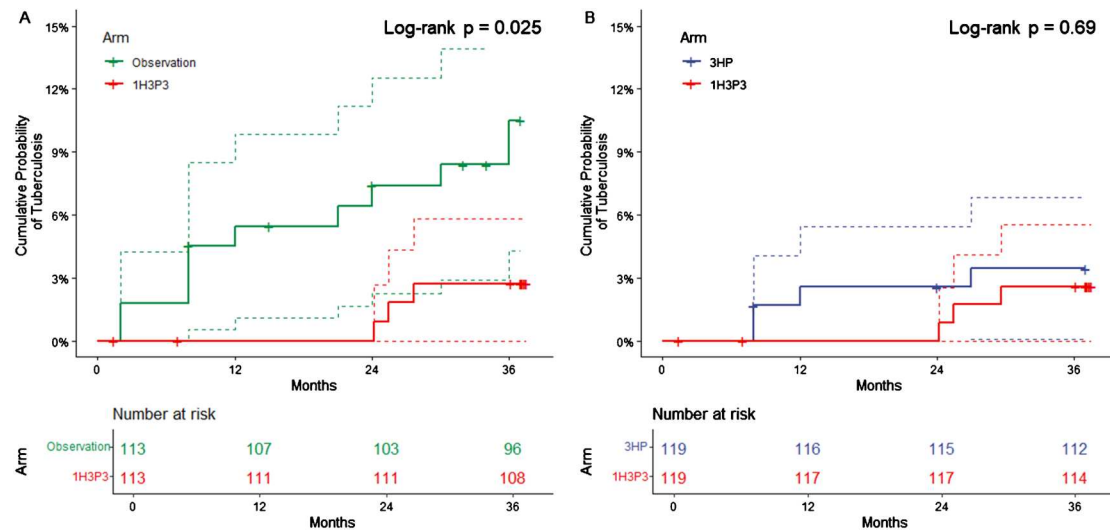 A
Log-rank p = 0.025
15%
12%
9%
6%
3%
0%
Cumulative Probability
of Tuberculosis
Arm
Observation
1H3P3
0 12 24 36
Months
Number at risk
Arm
Observation 113 107 103 96
1H3P3 113 111 111 108
0 12 24 36
Months
B
Log-rank p = 0.69
15%
12%
9%
6%
3%
0%
Cumulative Probability
of Tuberculosis
Arm
3HP
1H3P3
0 12 24 36
Months
Number at risk
Arm
3HP 119 116 115 112
1H3P3 119 117 117 114
0 12 24 36
Months